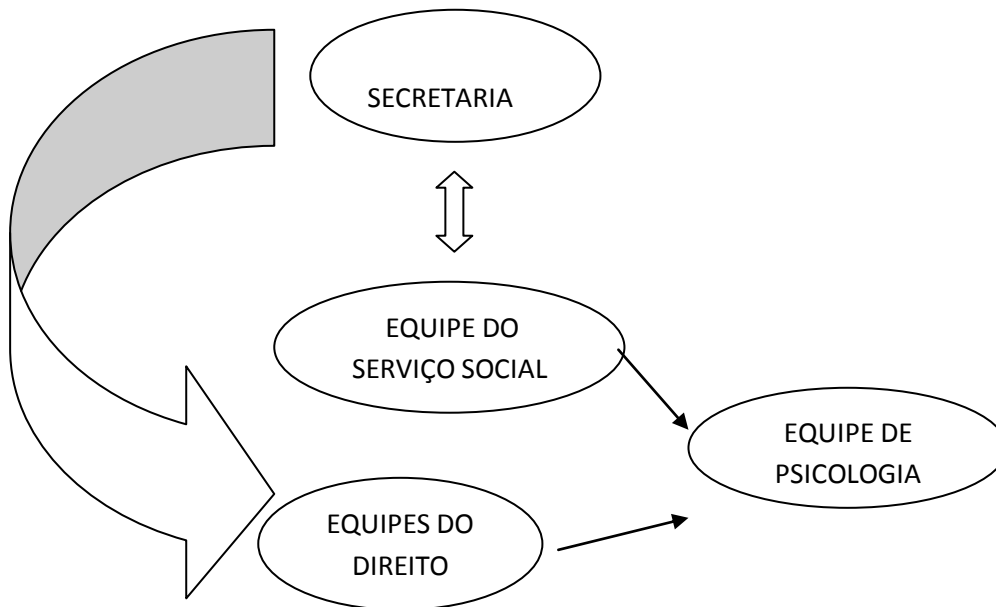 SECRETARIA
EQUIPE DO
SERVIÇO SOCIAL
EQUIPE DE
PSICOLOGIA
EQUIPES DO
DIREITO